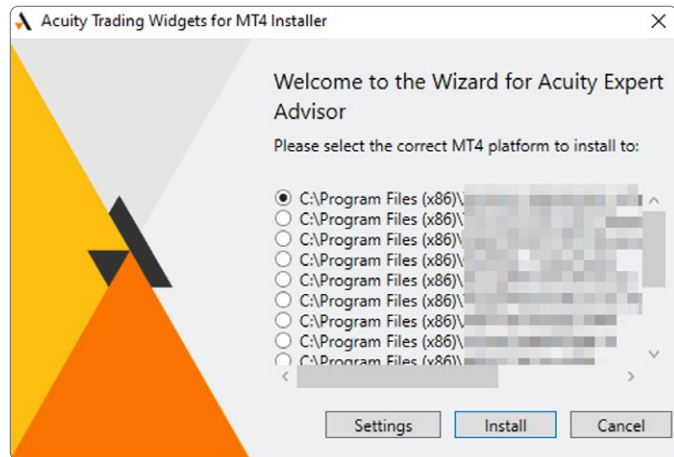 Acuity Trading Widgets for MT4 Installer
Welcome to the Wizard for Acuity Expert
Advisor
Please select the correct MT4 platform to install to:
C:\Program Files (x86)\
C:\Program Files (x86)\
C:\Program Files (x86)\
C:\Program Files (x86)\
C:\Program Files (x86)\
C:\Program Files (x86)\
C:\Program Files (x86)\
C:\Program Files (x86)\
C:\Program Files (x86)\
Settings Install Cancel